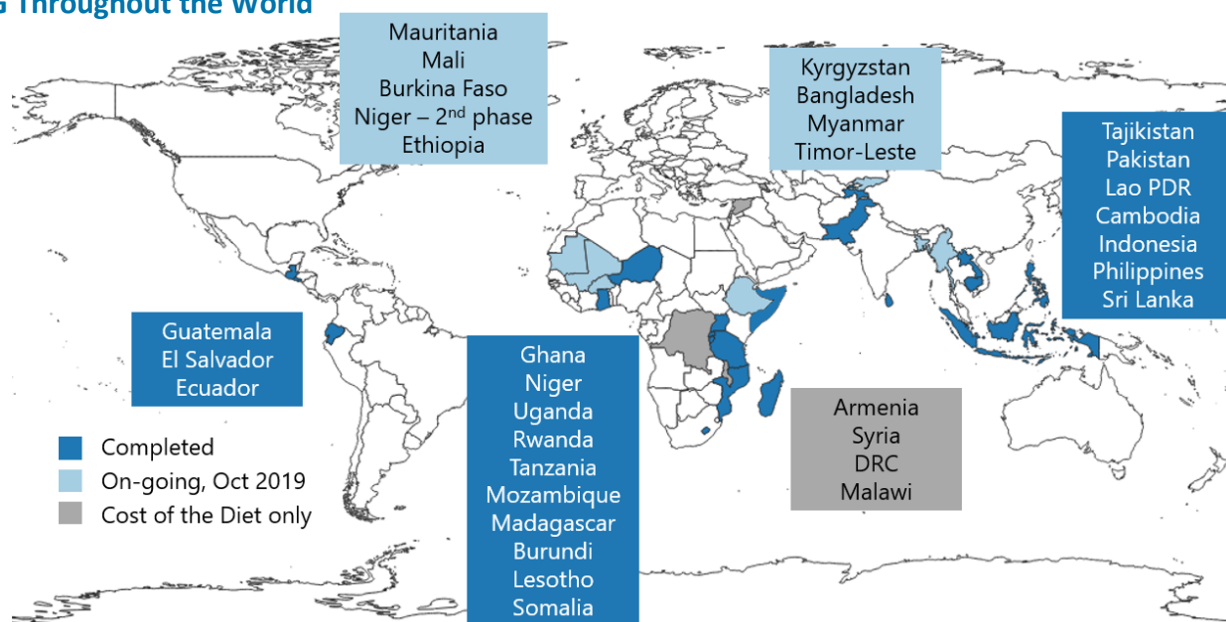 G Throughout the World
Mauritania
Mali
Burkina Faso
Niger – 2nd phase
Ethiopia
Kyrgyzstan
Bangladesh
Myanmar
Timor-Leste
Tajikistan
Pakistan
Lao PDR
Cambodia
Indonesia
Philippines
Sri Lanka
Guatemala
El Salvador
Ecuador
Ghana
Niger
Uganda
Rwanda
Tanzania
Mozambique
Madagascar
Burundi
Lesotho
Somalia
Armenia
Syria
DRC
Malawi
Completed
On-going, Oct 2019
Cost of the Diet only